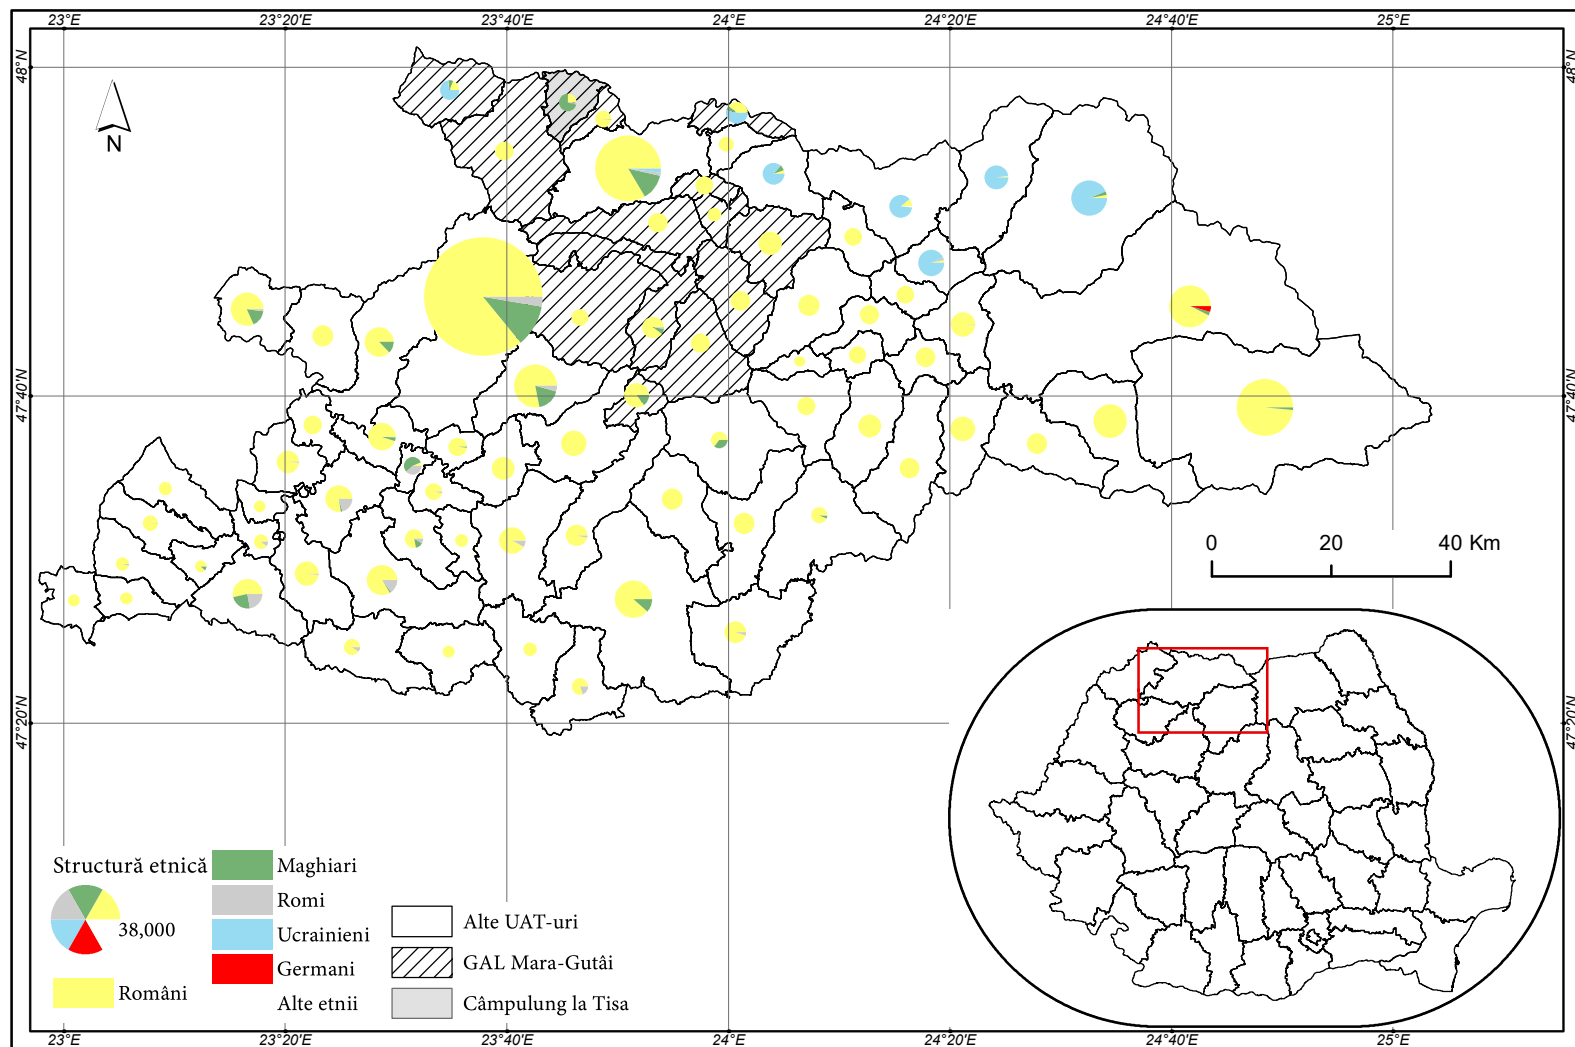 23°E 23°20'E 23°40'E 24°E 24°20'E 24°40'E 25°E
48°N 48°N
N
47°40'N 47°40'N
0 20 40 Km
47°20'N 47°20'N
Structură etnică
38,000
Români
Maghiari
Romi
Ucrainieni
Germani
Alte etnii
Alte UAT-uri
GAL Mara-Gutâi
Câmpulung la Tisa
23°E 23°20'E 23°40'E 24°E 24°20'E 24°40'E 25°E